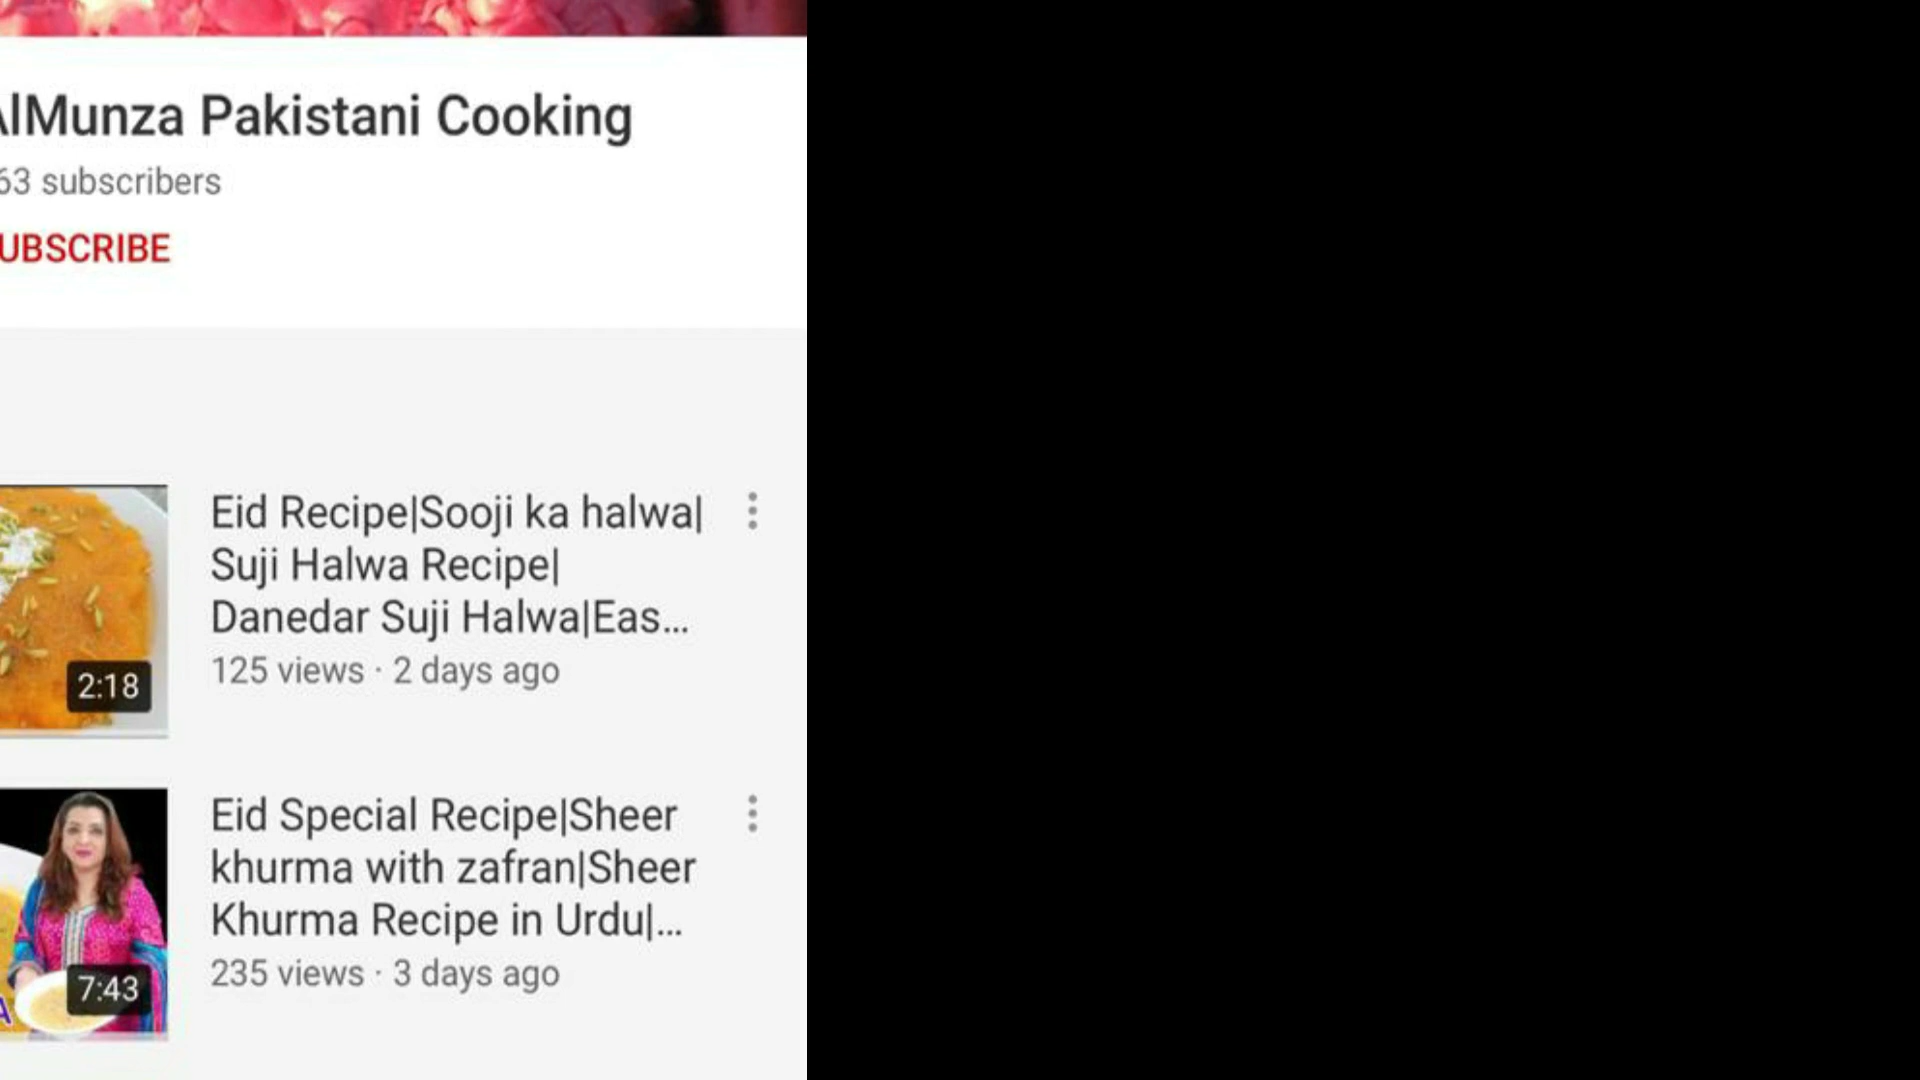 AlMunza Pakistani Cooking
63 subscribers
UBSCRIBE
Eid Recipe|Sooji ka halwa|
Suji Halwa Recipe|
Danedar Suji Halwa|Eas...
125 views · 2 days ago
2:18
Eid Special Recipe|Sheer
khurma with zafran|Sheer
Khurma Recipe in Urdu|...
235 views · 3 days ago
7:43
A